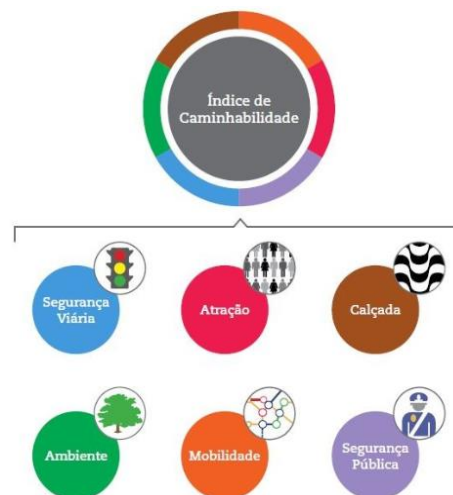 Índice de
Caminhabilidade
Segurança
Viária
Atração
Calçada
Ambiente
Mobilidade
Segurança
Pública